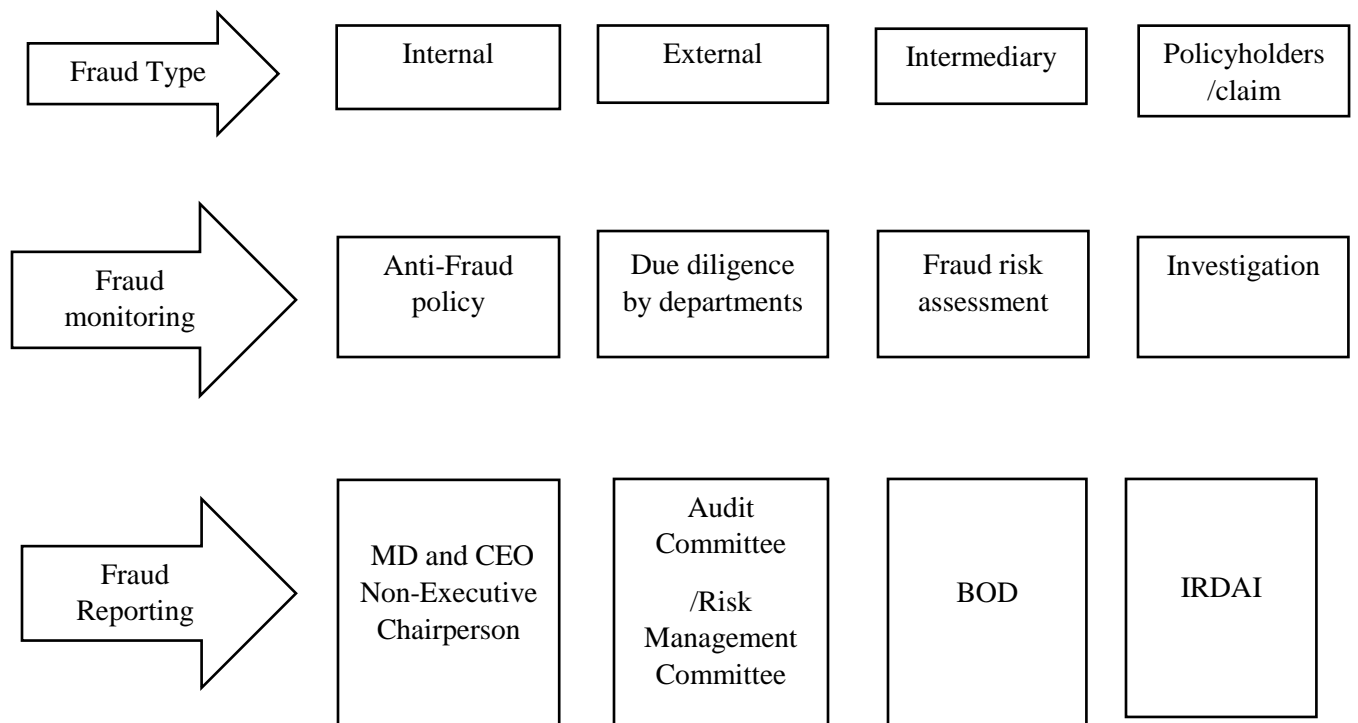 Fraud Type
Internal
External
Intermediary
Policyholders
/claim
Fraud
monitoring
Anti-Fraud
policy
Due diligence
by departments
Fraud risk
assessment
Investigation
Fraud
Reporting
MD and CEO
Non-Executive
Chairperson
Audit
Committee
/Risk
Management
Committee
BOD
IRDAI